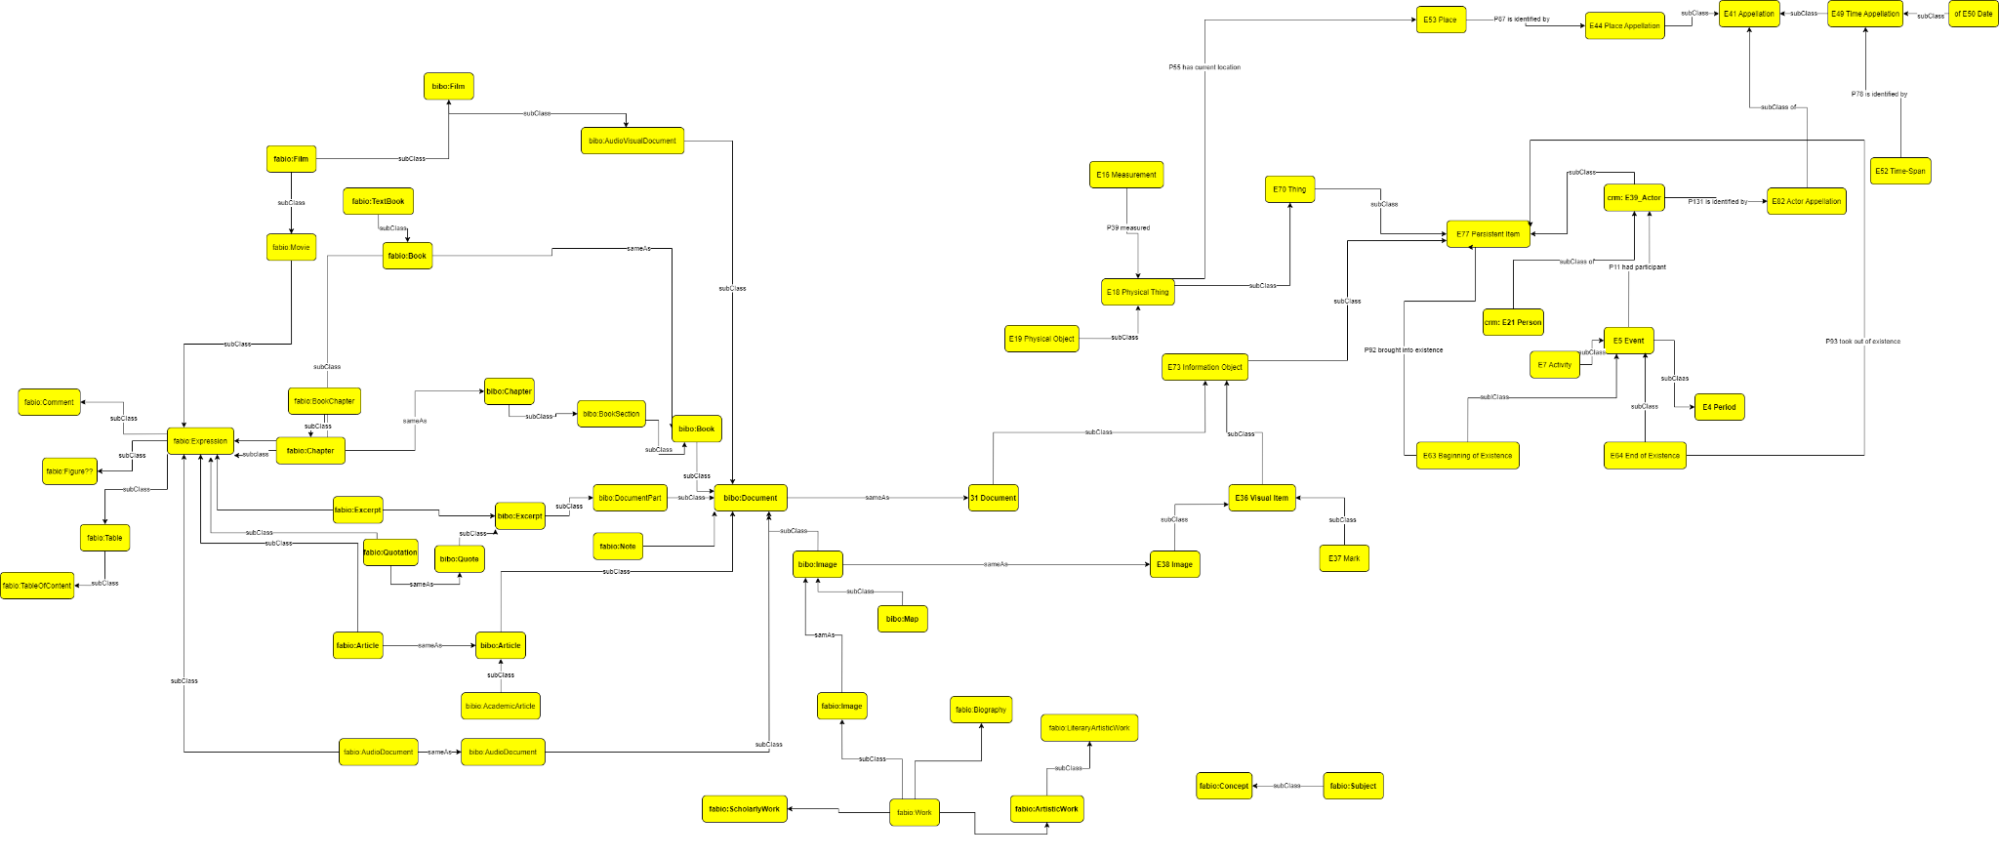 E53 Place
P87 is identified by
E44 Place Appellation
subClass
E41 Appellation
subClass
E49 Time Appellation
subClass
of E50 Date
P55 has current location
bibo:Film
subClass
bibo:AudioVisualDocument
P78 is identified by
subClass of
fabio:Film
subClass
E16 Measurement
E70 Thing
subClass
subClass
crm: E39_Actor
P131 is identified by
E82 Actor Appellation
E52 Time-Span
subClass
fabio:TextBook
subClass
P39 measured
E77 Persistent Item
fabio:Movie
fabio:Book
sameAs
subClass of
P11 had participant
E18 Physical Thing
subClass
subClass
subClass
crm: E21 Person
E19 Physical Object
subClass
E5 Event
subClass
P92 brought into existence
subClass
P93 took out of existence
subClass
E73 Information Object
E7 Activity
subClass
fabio:Comment
subClass
fabio:BookChapter
subClass
bibo:Chapter
subClass
bibo:BookSection
sameAs
subClass
subClass
E4 Period
fabio:Expression
subclass
fabio:Chapter
bibo:Book
subClass
subClass
subClass
subClass
fabio:Figure??
subClass
E63 Beginning of Existence
E64 End of Existence
subClass
subClass
fabio:Excerpt
bibo:Excerpt
subClass
bibo:DocumentPart
subClass
bibo:Document
sameAs
31 Document
E36 Visual Item
fabio:Table
subClass
subClass
fabio:Quotation
subClass
bibo:Quote
fabio:Note
subClass
subClass
subClass
E37 Mark
fabio:TableOfContent
subClass
sameAs
subClass
bibo:Image
sameAs
E38 Image
subClass
bibo:Map
fabio:Article
sameAs
bibo:Article
samAs
subClass
subClass
bibio:AcademicArticle
fabio:Image
fabio:Biography
fabio:LiteraryArtisticWork
fabio:AudioDocument
sameAs
bibo:AudioDocument
subClass
subClass
subClass
fabio:Concept
subClass
fabio:Subject
fabio:ScholarlyWork
fabio:Work
fabio:ArtisticWork